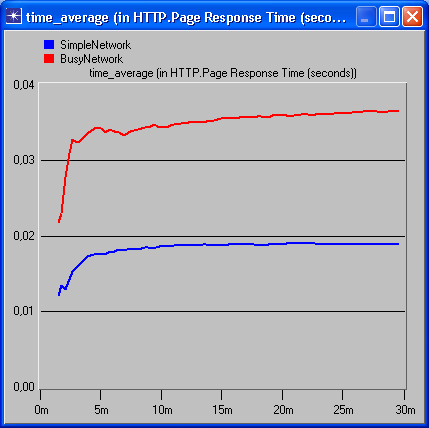 time_average (in HTTP.Page Response Time (seco...
SimpleNetwork
BusyNetwork
time_average (in HTTP.Page Response Time (seconds))
0,04
0,03
0,02
0,01
0,00
0m 5m 10m 15m 20m 25m 30m